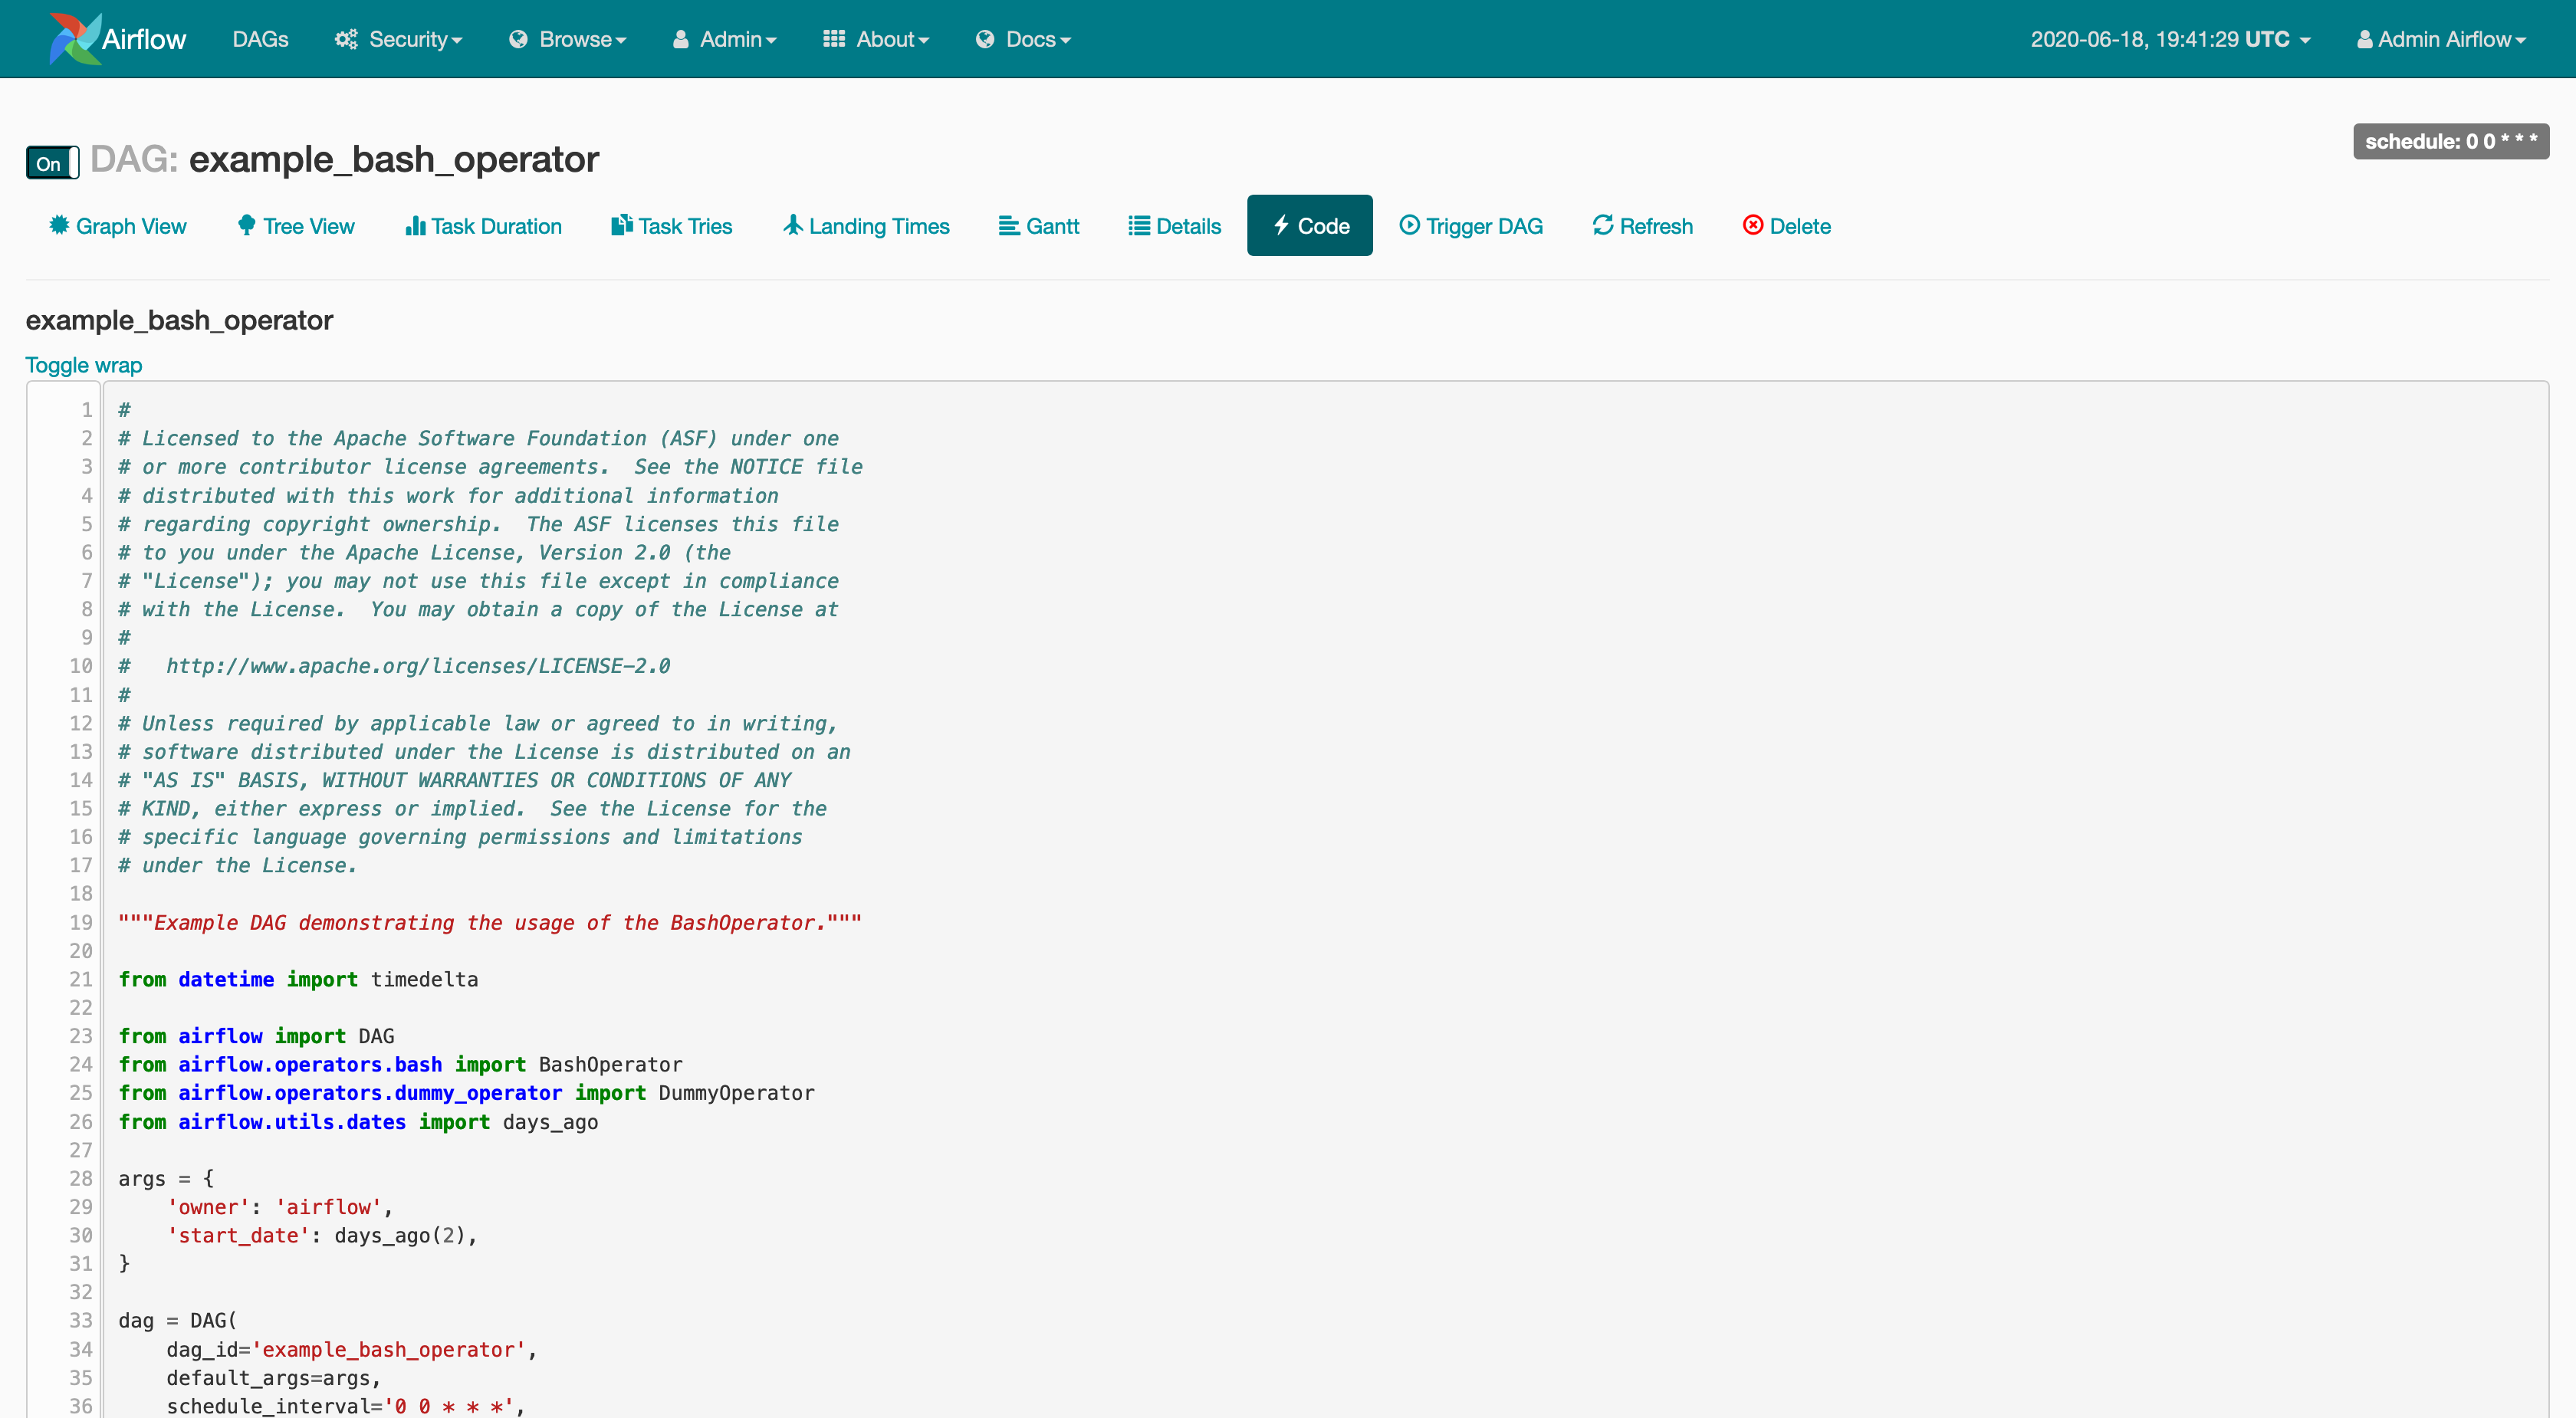 Airflow DAGs Security Browse Admin About Docs 2020-06-18, 19:41:29 UTC Admin Airflow
schedule: 0 0 * * *
On DAG: example_bash_operator
Graph View Tree View Task Duration Task Tries Landing Times Gantt Details Code Trigger DAG Refresh Delete
example_bash_operator
Toggle wrap
1 #
2 # Licensed to the Apache Software Foundation (ASF) under one
3 # or more contributor license agreements.  See the NOTICE file
4 # distributed with this work for additional information
5 # regarding copyright ownership.  The ASF licenses this file
6 # to you under the Apache License, Version 2.0 (the
7 # "License"); you may not use this file except in compliance
8 # with the License.  You may obtain a copy of the License at
9 #
10 #   http://www.apache.org/licenses/LICENSE-2.0
11 #
12 # Unless required by applicable law or agreed to in writing,
13 # software distributed under the License is distributed on an
14 # "AS IS" BASIS, WITHOUT WARRANTIES OR CONDITIONS OF ANY
15 # KIND, either express or implied.  See the License for the
16 # specific language governing permissions and limitations
17 # under the License.
18
19 """Example DAG demonstrating the usage of the BashOperator."""
20
21 from datetime import timedelta
22
23 from airflow import DAG
24 from airflow.operators.bash import BashOperator
25 from airflow.operators.dummy_operator import DummyOperator
26 from airflow.utils.dates import days_ago
27
28 args = {
29     'owner': 'airflow',
30     'start_date': days_ago(2),
31 }
32
33 dag = DAG(
34     dag_id='example_bash_operator',
35     default_args=args,
36     schedule_interval='0 0 * * *',